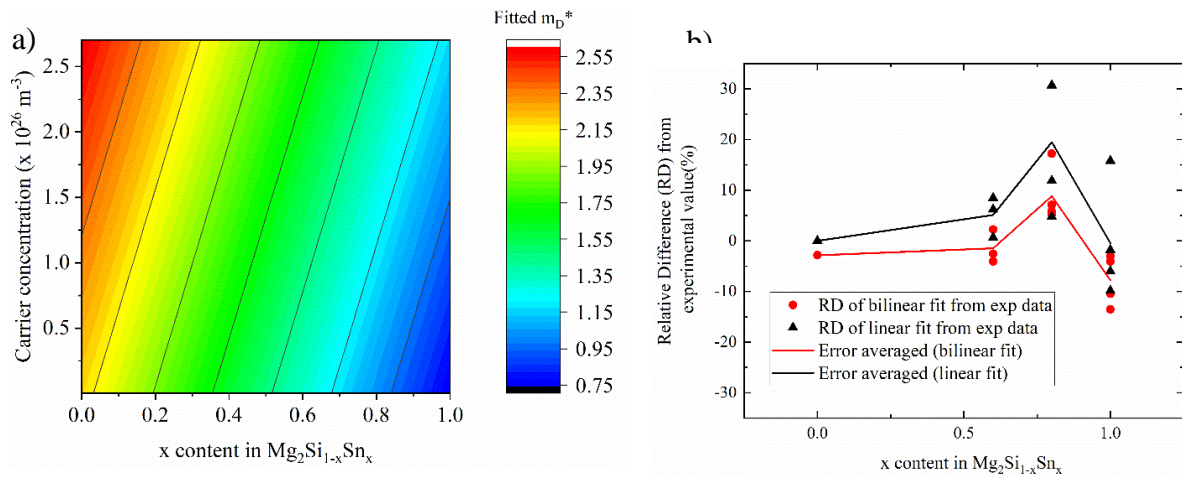 a)
Fitted m_D*
Carrier concentration (x 10^26 m^-3)
2.5
2.0
1.5
1.0
0.5
0.0 0.2 0.4 0.6 0.8 1.0
x content in Mg₂Si₁₋ₓSnₓ
2.55
2.35
2.15
1.95
1.75
1.55
1.35
1.15
0.95
0.75
b)
Relative Difference (RD) from
experimental value(%)
30
20
10
0
-10
-20
-30
RD of bilinear fit from exp data
RD of linear fit from exp data
Error averaged (bilinear fit)
Error averaged (linear fit)
0.0 0.5 1.0
x content in Mg₂Si₁₋ₓSnₓ